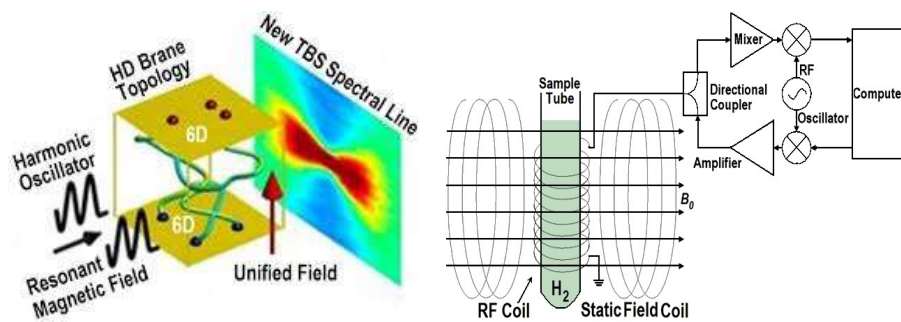 HD Brane
Topology
New TBS Spectral Line
6D
Harmonic
Oscillator
6D
Resonant
Magnetic Field
Unified Field
Mixer
RF
Sample
Tube
Directional
Coupler
Compute
Oscillator
Amplifier
B0
H2
RF Coil
Static Field Coil